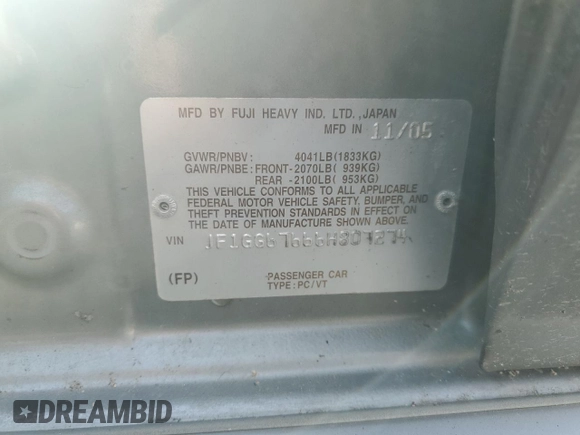 MFD BY FUJI HEAVY IND. LTD., JAPAN
MFD IN 11/05
GVWR/PNBV: 4041LB(1833KG)
GAWR/PNBE: FRONT-2070LB( 939KG)
REAR -2100LB( 953KG)
THIS VEHICLE CONFORMS TO ALL APPLICABLE
FEDERAL MOTOR VEHICLE SAFETY, BUMPER, AND
THEFT PREVENTION STANDARDS IN EFFECT ON
THE DATE OF MANUFACTURE SHOWN ABOVE.
VIN
(FP)
PASSENGER CAR
TYPE: PC/VT
DREAMBID